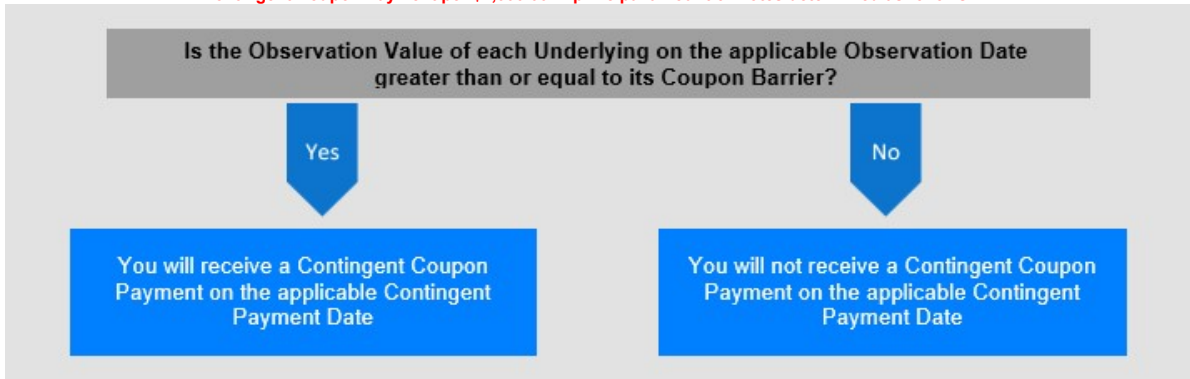 Is the Observation Value of each Underlying on the applicable Observation Date
greater than or equal to its Coupon Barrier?
Yes
No
You will receive a Contingent Coupon
Payment on the applicable Contingent
Payment Date
You will not receive a Contingent Coupon
Payment on the applicable Contingent
Payment Date